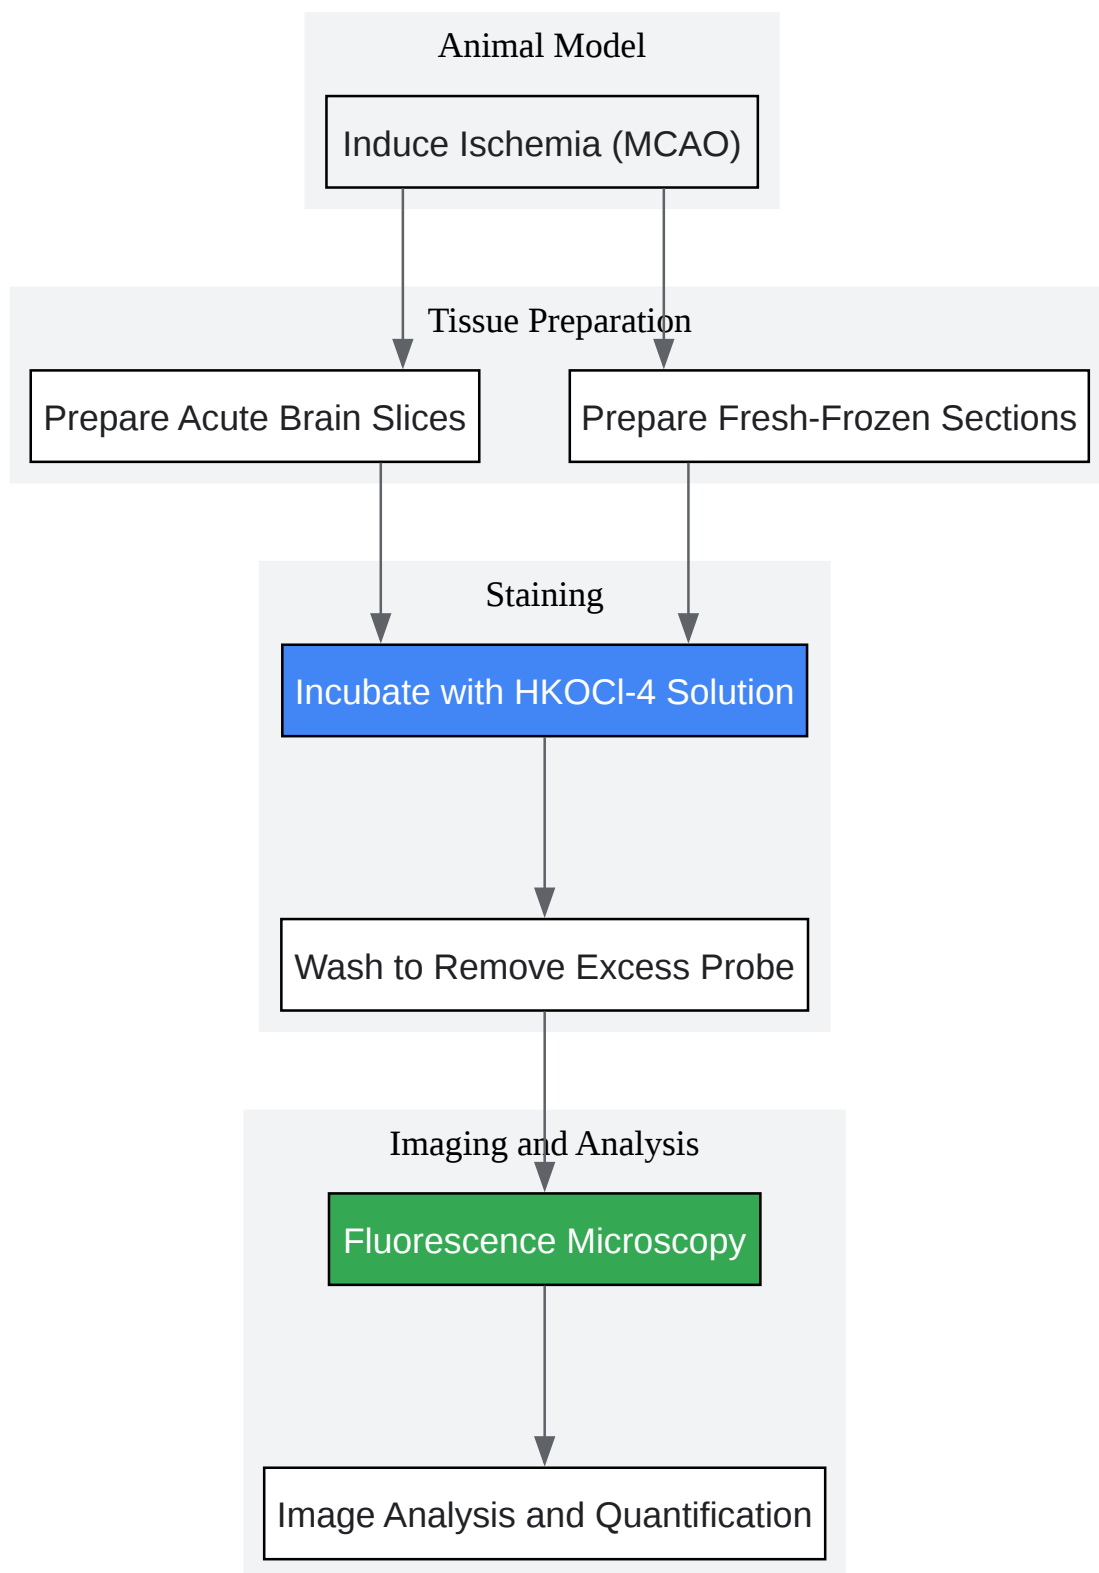 Animal Model
Induce Ischemia (MCAO)
Tissue Preparation
Prepare Acute Brain Slices
Prepare Fresh-Frozen Sections
Staining
Incubate with HKOCl-4 Solution
Wash to Remove Excess Probe
Imaging and Analysis
Fluorescence Microscopy
Image Analysis and Quantification